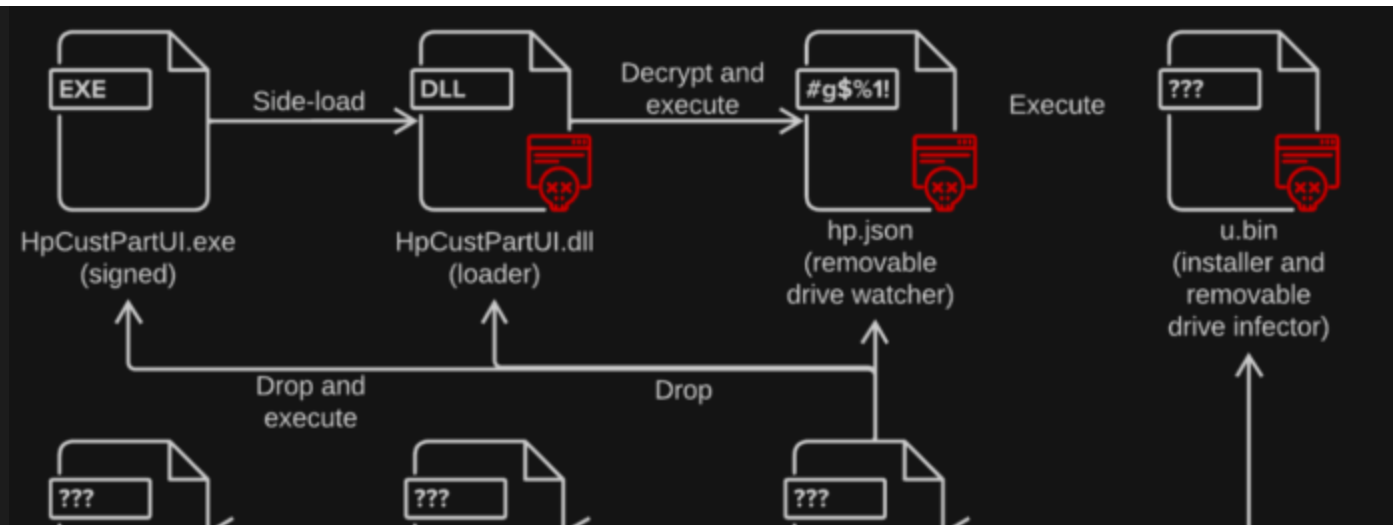 EXE
Side-load
DLL
Decrypt and
execute
#g$%1!
Execute
???
HpCustPartUI.exe
(signed)
HpCustPartUI.dll
(loader)
hp.json
(removable
drive watcher)
u.bin
(installer and
removable
drive infector)
Drop and
execute
Drop
???
???
???